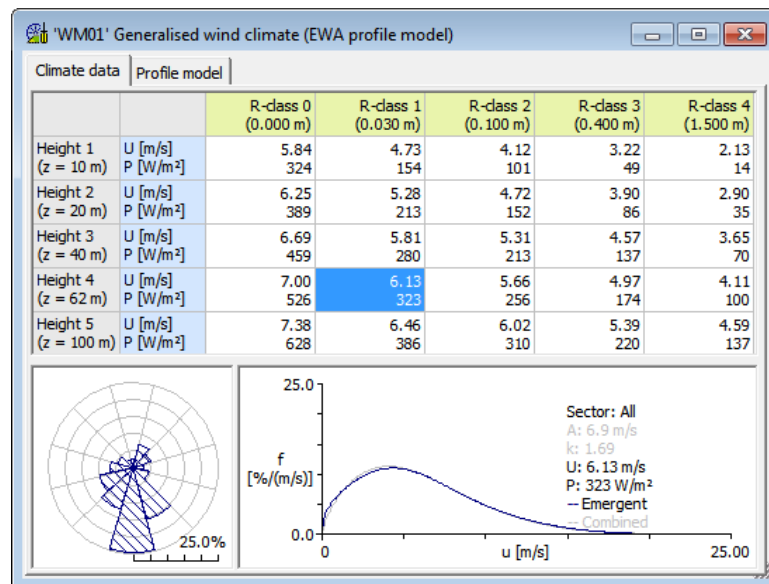 'WM01' Generalised wind climate (EWA profile model)
Climate data Profile model
R-class 0 R-class 1 R-class 2 R-class 3 R-class 4
(0.000 m) (0.030 m) (0.100 m) (0.400 m) (1.500 m)
Height 1 U [m/s] 5.84 4.73 4.12 3.22 2.13
(z = 10 m) P [W/m²] 324 154 101 49 14
Height 2 U [m/s] 6.25 5.28 4.72 3.90 2.90
(z = 20 m) P [W/m²] 389 213 152 86 35
Height 3 U [m/s] 6.69 5.81 5.31 4.57 3.65
(z = 40 m) P [W/m²] 459 280 213 137 70
Height 4 U [m/s] 7.00 6.13 5.66 4.97 4.11
(z = 62 m) P [W/m²] 526 323 256 174 100
Height 5 U [m/s] 7.38 6.46 6.02 5.39 4.59
(z = 100 m) P [W/m²] 628 386 310 220 137
25.0%
25.0
f
[%/(m/s)]
0.0
0
u [m/s]
25.00
Sector: All
A: 6.9 m/s
k: 1.69
U: 6.13 m/s
P: 323 W/m²
-- Emergent
-- Combined